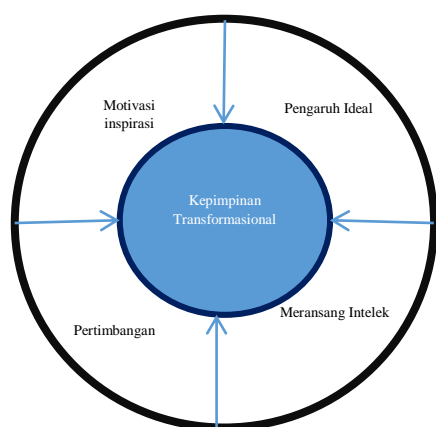 Motivasi
inspirasi
Pengaruh Ideal
Kepimpinan
Transformasional
Pertimbangan
Meransang Intelek